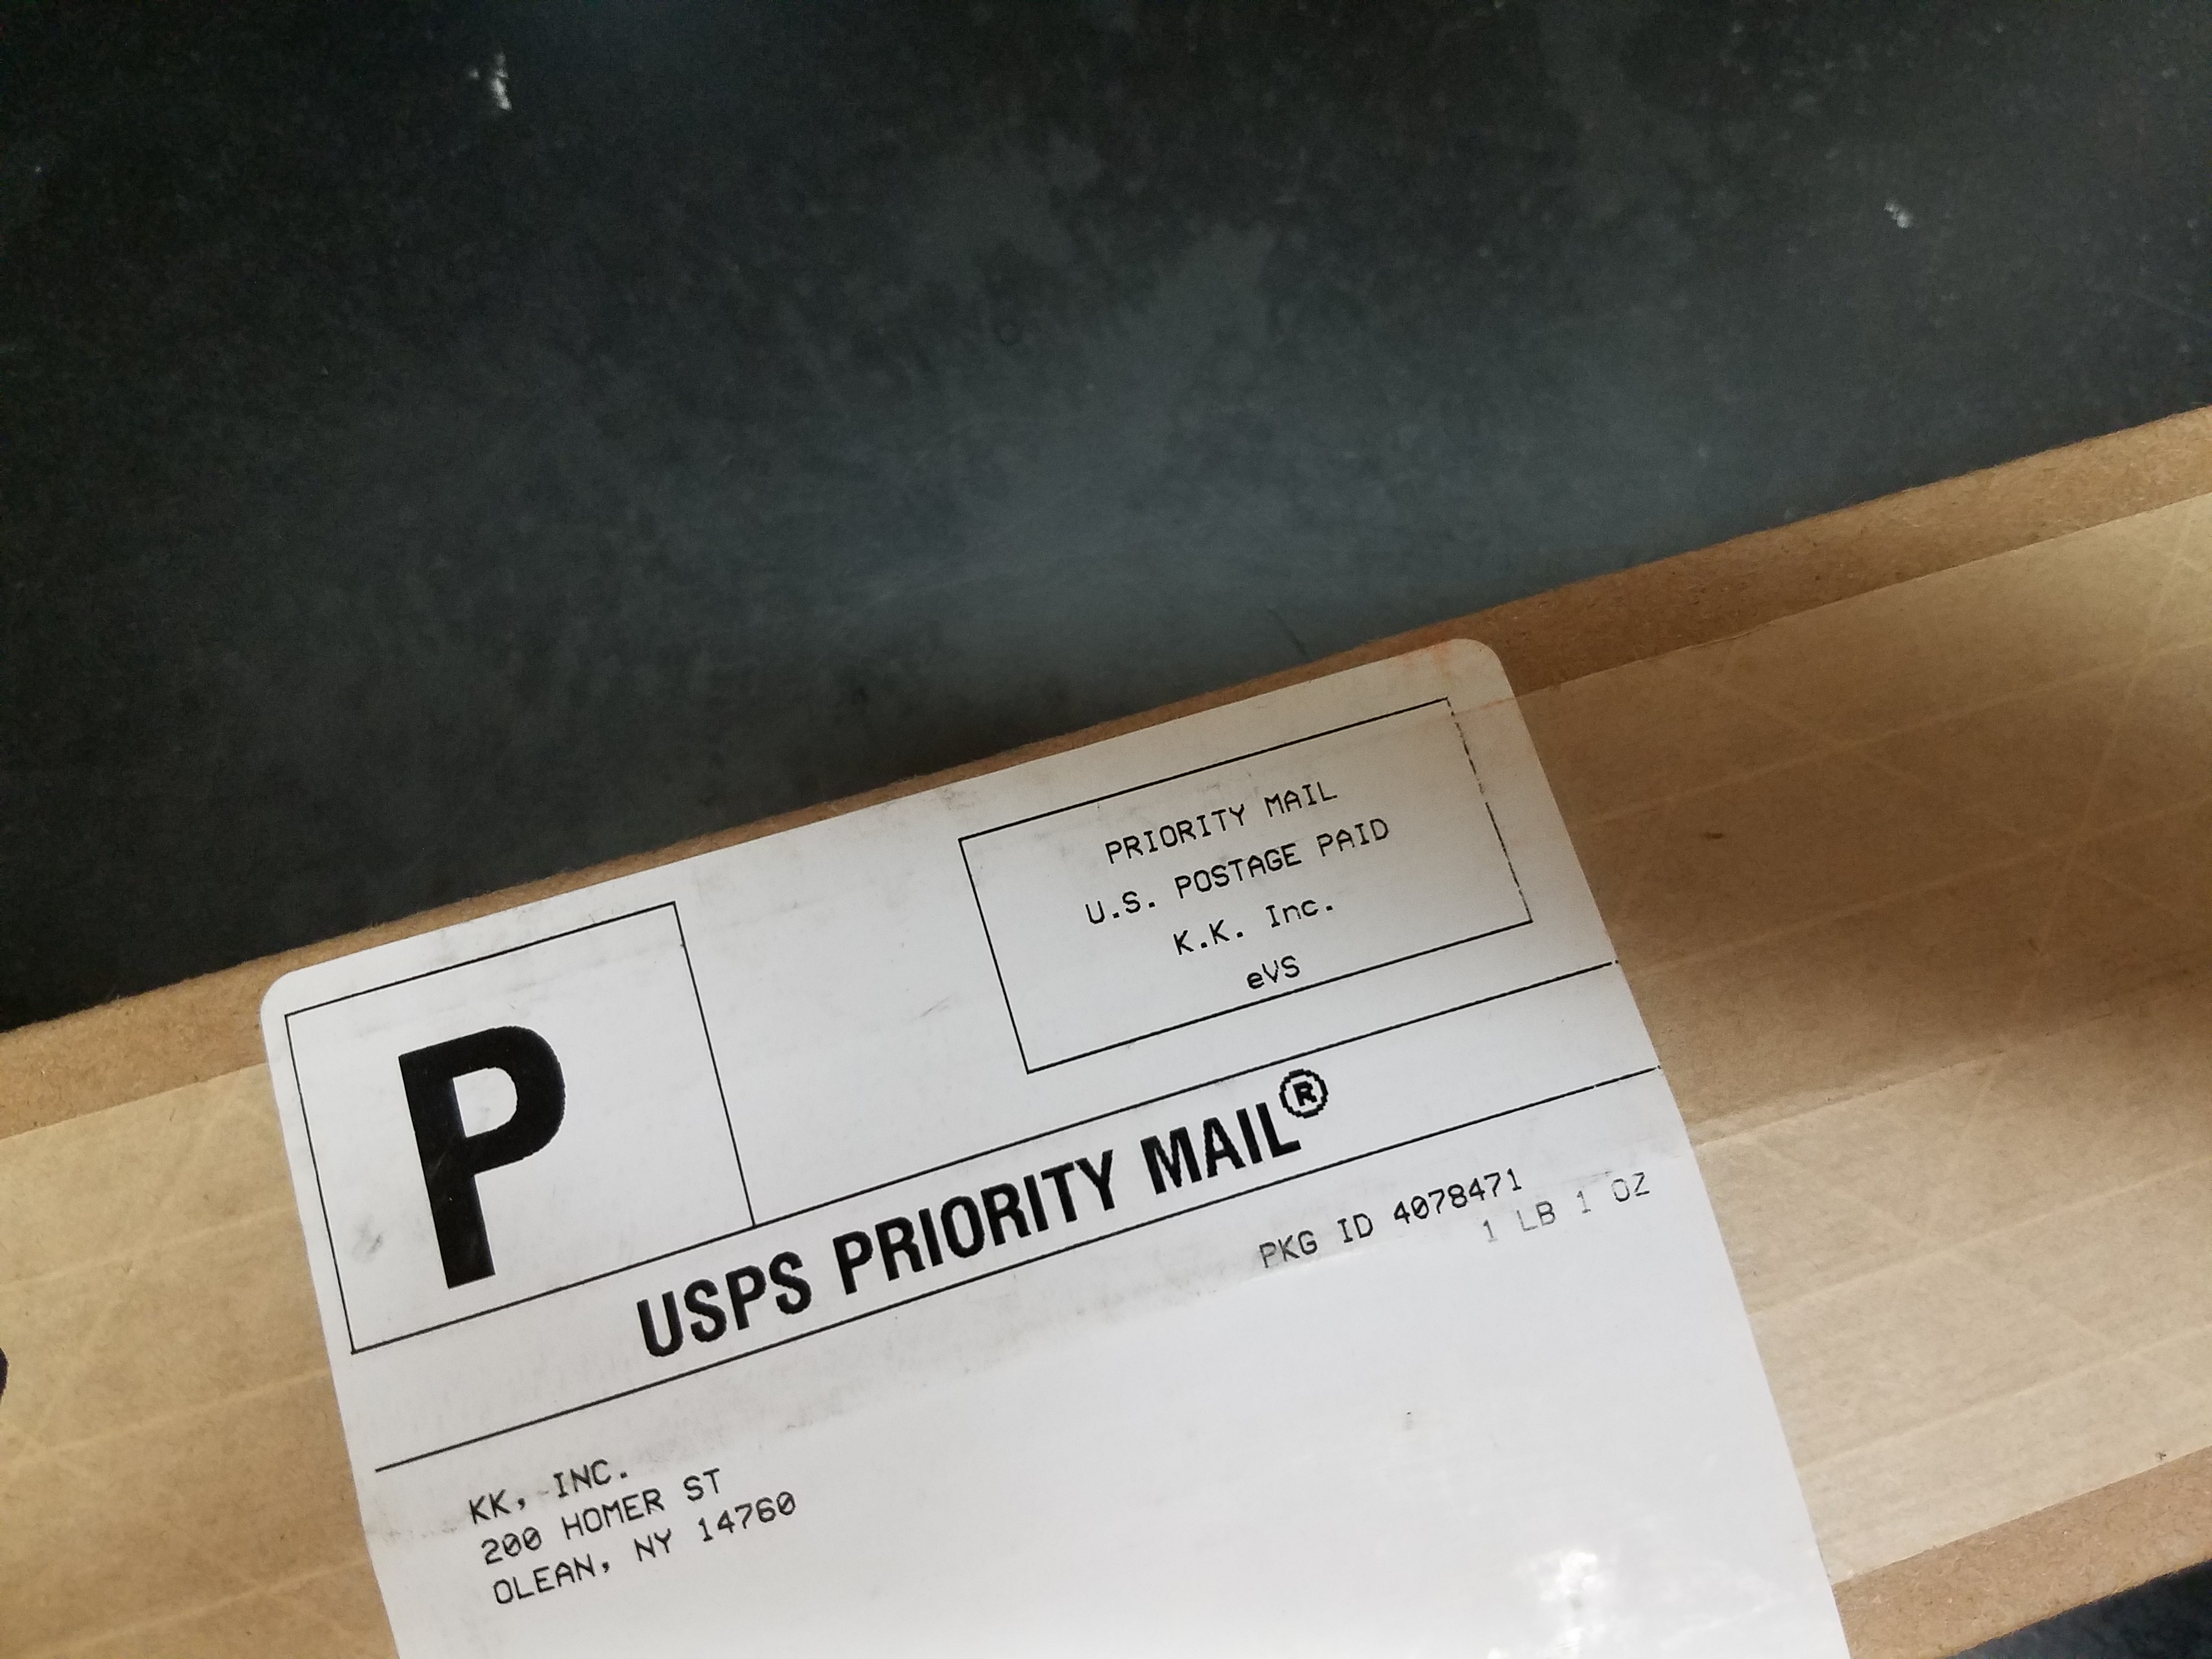 PRIORITY MAIL
U.S. POSTAGE PAID
K.K. Inc.
eVS
P
USPS PRIORITY MAIL®
PKG ID 4078471
1 LB 1 OZ
KK, INC.
200 HOMER ST
OLEAN, NY 14760